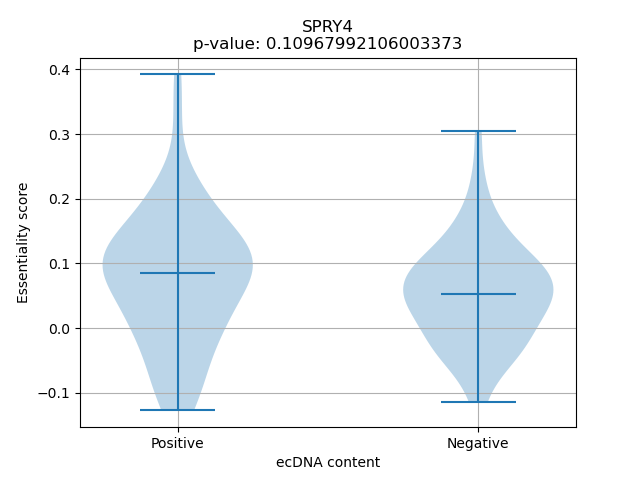 SPRY4
p-value: 0.10967992106003373
0.4
0.3
0.2
0.1
0.0
−0.1
Essentiality score
Positive
Negative
ecDNA content